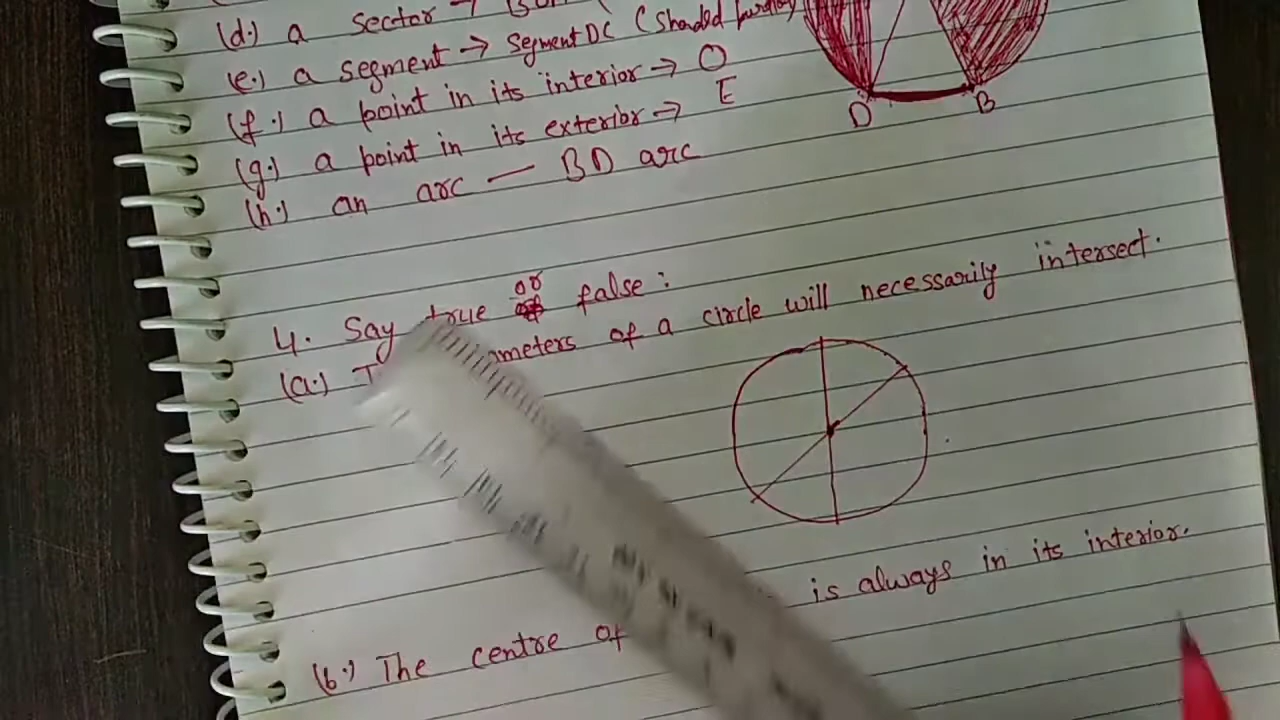 (d.) a sector →
(e.) a segment → segment DC (shaded
(f.) a point in its interior → O
(g.) a point in its exterior → E
(h.) an arc — BD arc
D
B
4. Say true or false:
(a.) of a circle will necessarily intersect.
(b.) The centre of is always in its interior.